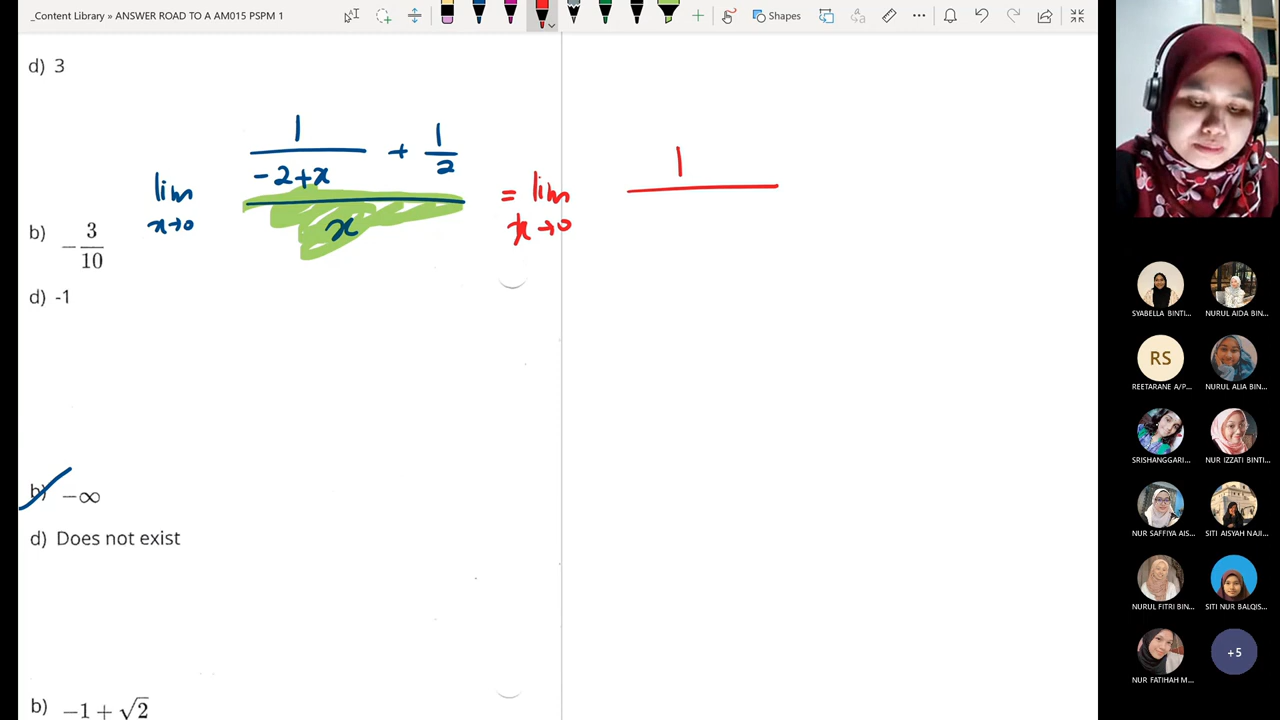 _Content Library » ANSWER ROAD TO A AM015 PSPM 1
Shapes
d) 3
lim x→0 (1/(-2+x) + 1/2)/x = lim x→0 1
b) -3/10
d) -1
b) -∞
d) Does not exist
b) -1 + √2
SYABELLA BINTI...
NURUL AIDA BIN...
RS
REETARANE A/P...
NURUL ALIA BIN...
SRISHANGGARI...
NUR IZZATI BINTI...
NUR SAFFIYA AIS...
SITI AISYAH NAJI...
NURUL FITRI BIN...
SITI NUR BALQIS...
NUR FATIHAH M...
+5